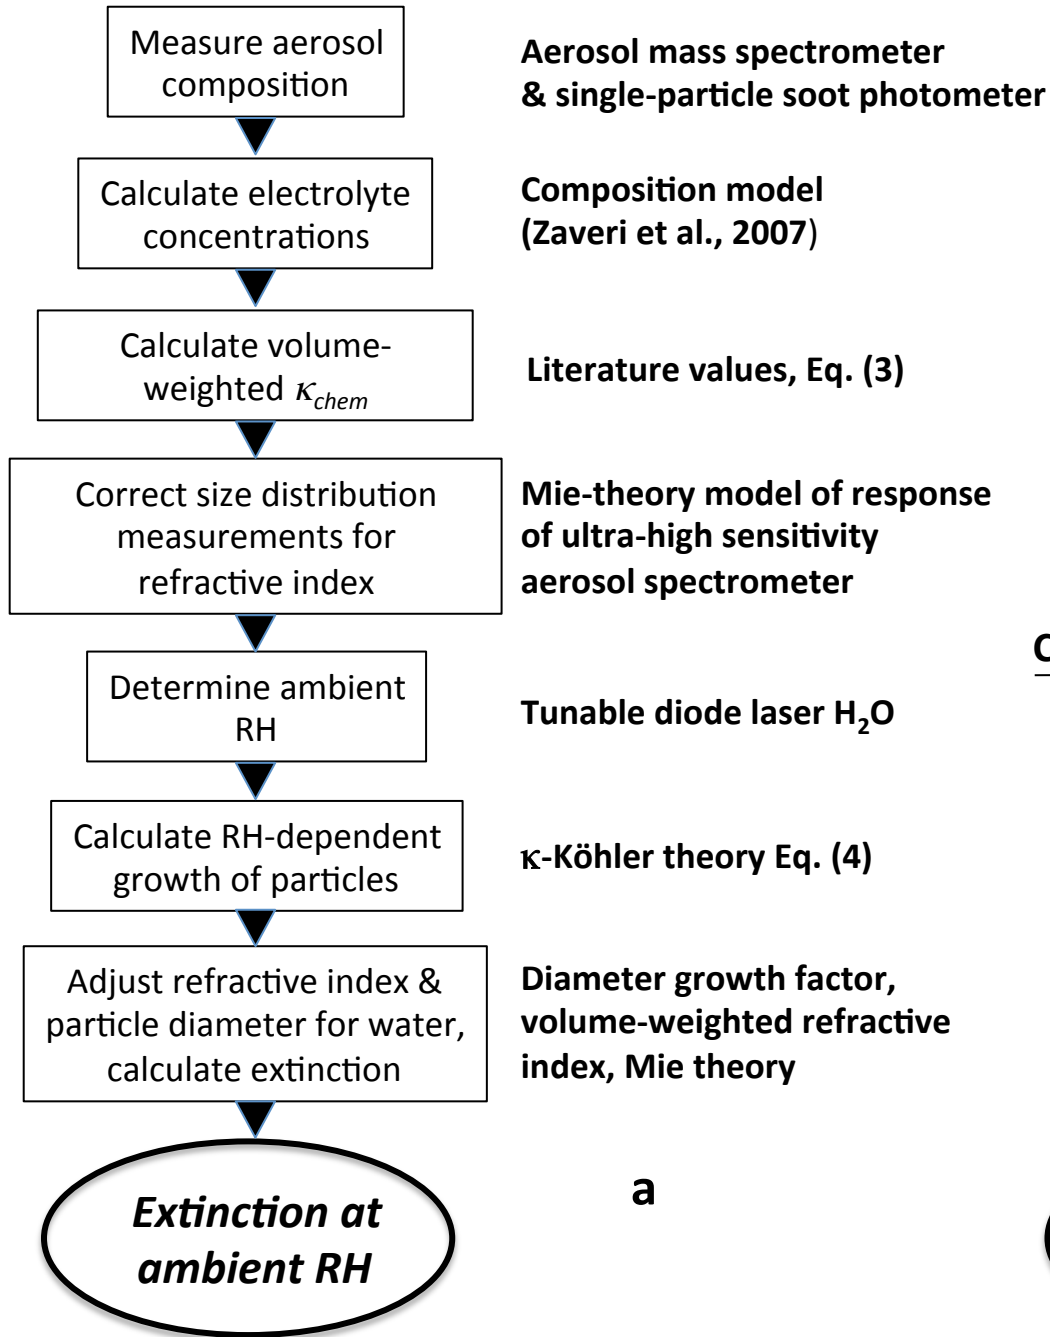 Measure aerosol
composition
Aerosol mass spectrometer
& single-particle soot photometer
Calculate electrolyte
concentrations
Composition model
(Zaveri et al., 2007)
Calculate volume-
weighted κchem
Literature values, Eq. (3)
Correct size distribution
measurements for
refractive index
Mie-theory model of response
of ultra-high sensitivity
aerosol spectrometer
Determine ambient
RH
Tunable diode laser H₂O
Calculate RH-dependent
growth of particles
κ-Köhler theory Eq. (4)
Adjust refractive index &
particle diameter for water,
calculate extinction
Diameter growth factor,
volume-weighted refractive
index, Mie theory
Extinction at
ambient RH
a